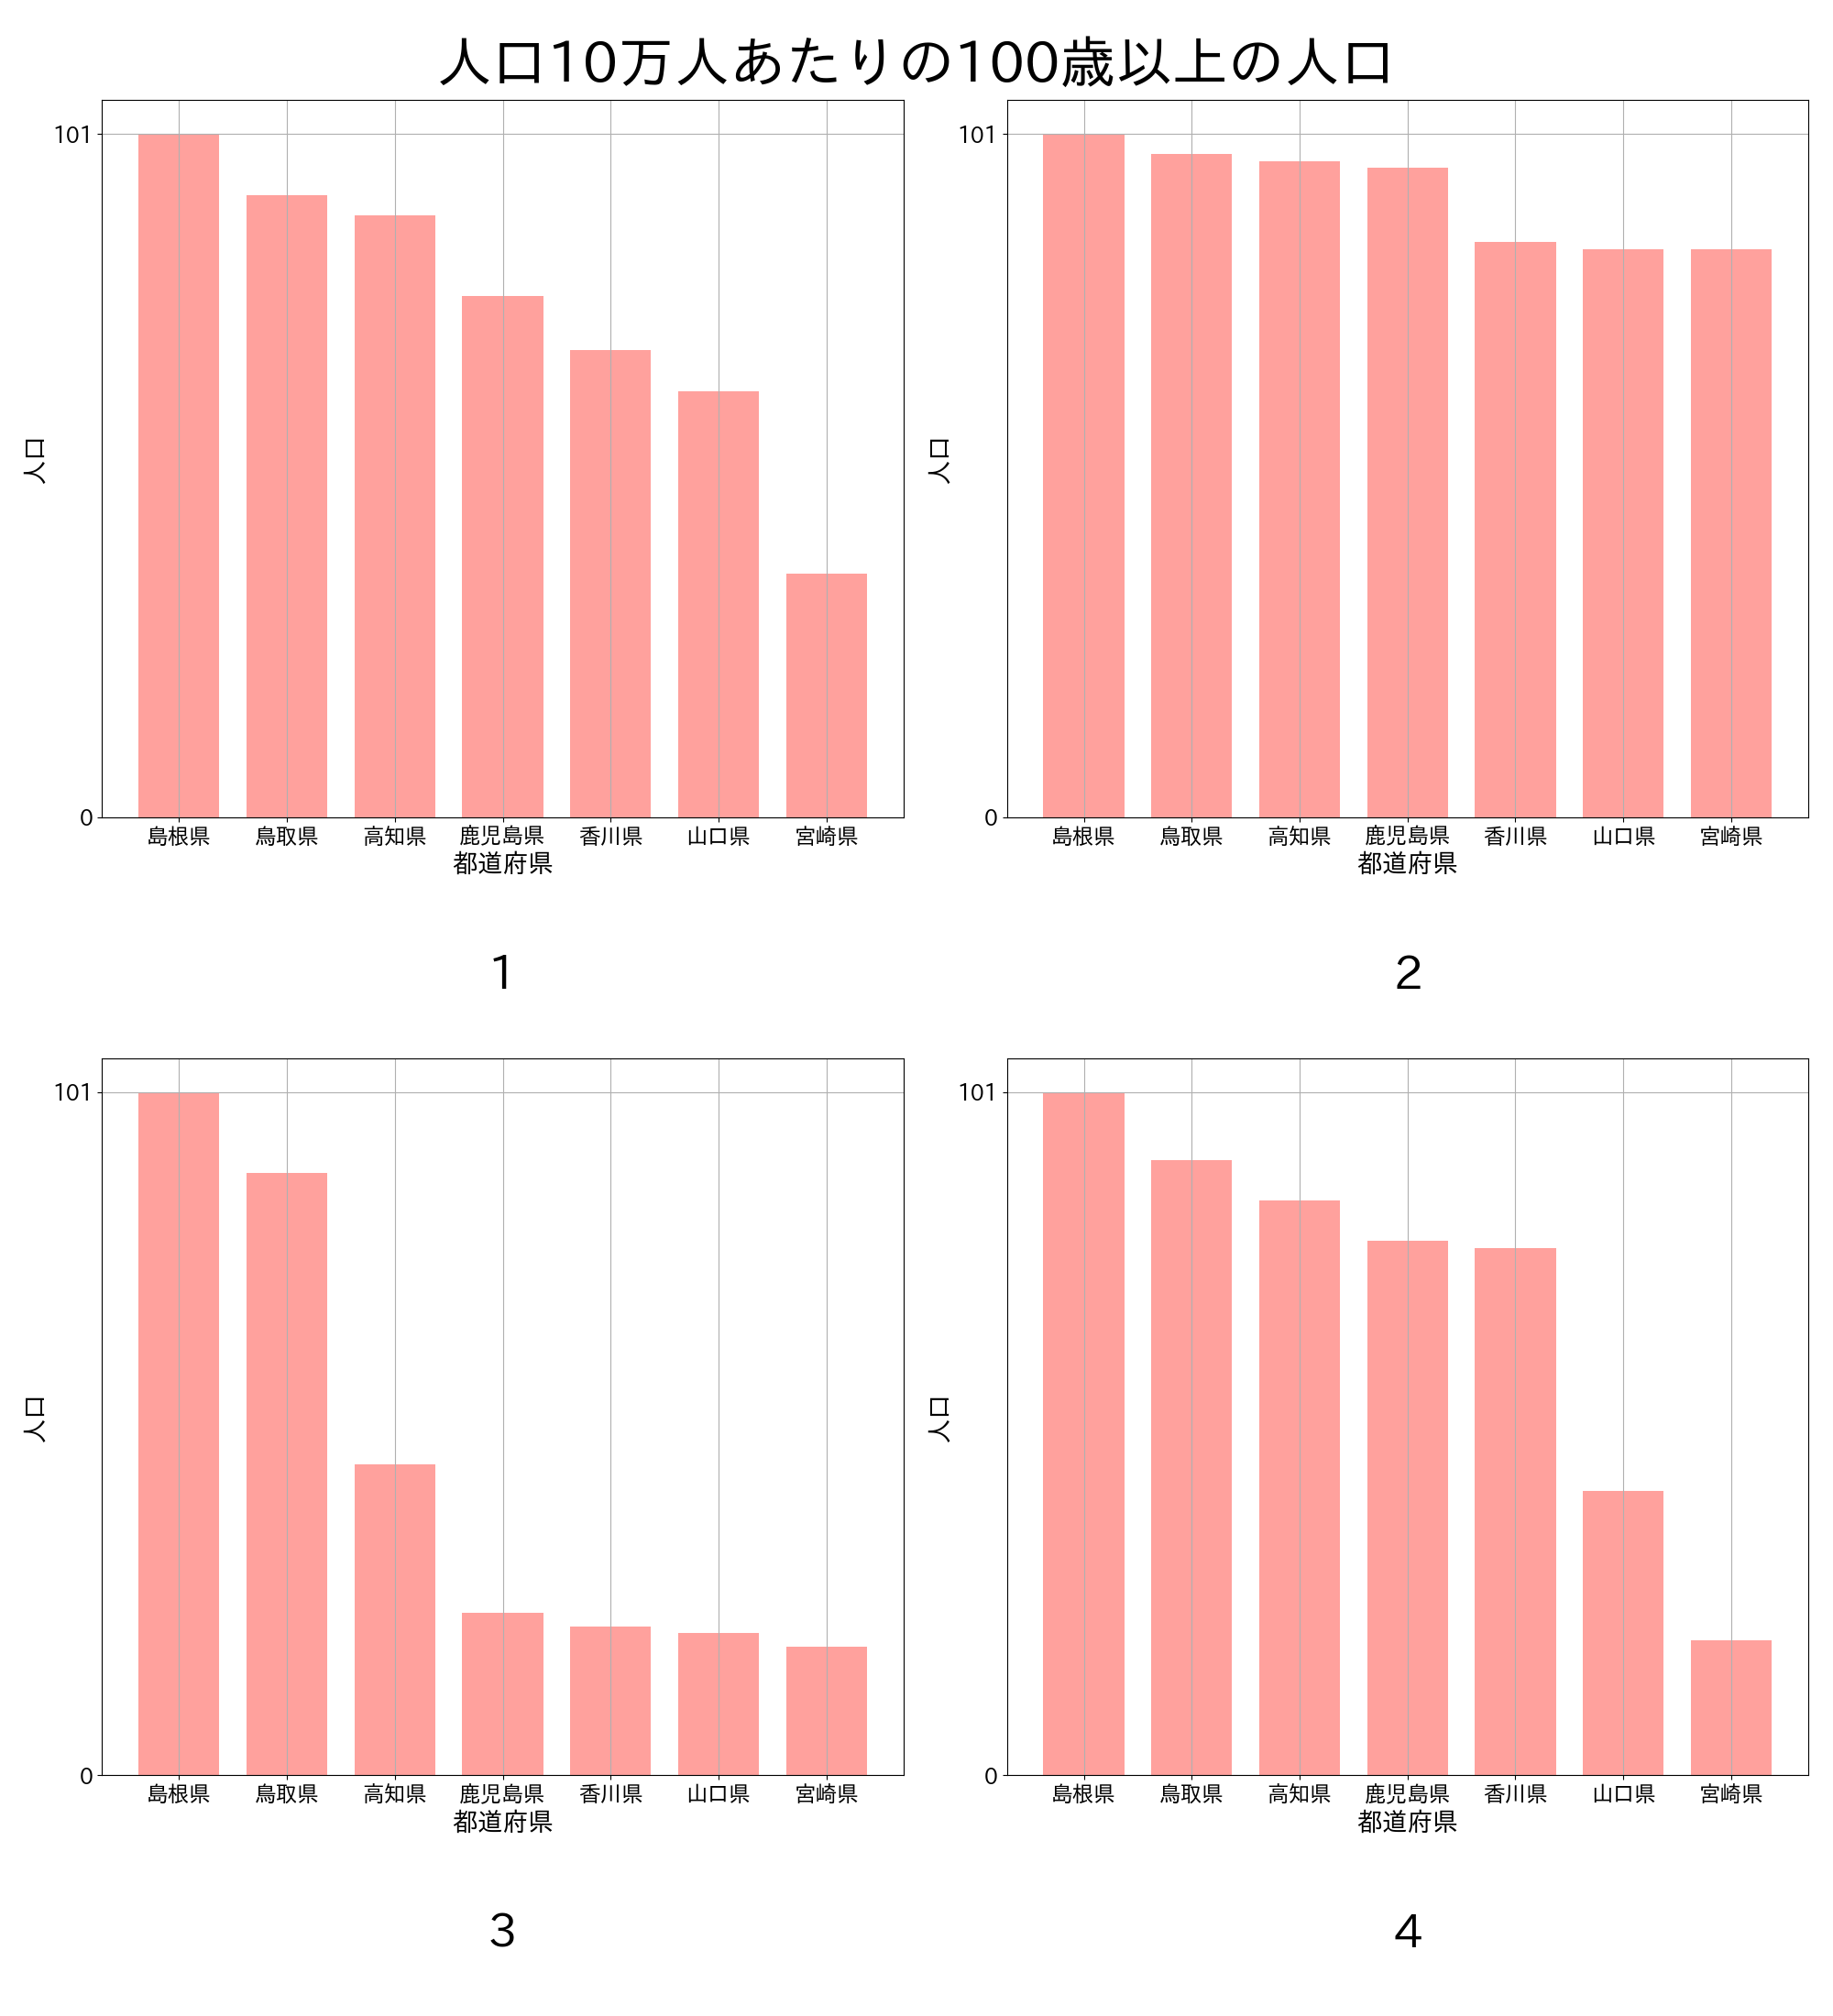 人口10万人あたりの100歳以上の人口
101
0
人口
島根県 鳥取県 高知県 鹿児島県 香川県 山口県 宮崎県
都道府県
1
101
0
人口
島根県 鳥取県 高知県 鹿児島県 香川県 山口県 宮崎県
都道府県
2
101
0
人口
島根県 鳥取県 高知県 鹿児島県 香川県 山口県 宮崎県
都道府県
3
101
0
人口
島根県 鳥取県 高知県 鹿児島県 香川県 山口県 宮崎県
都道府県
4